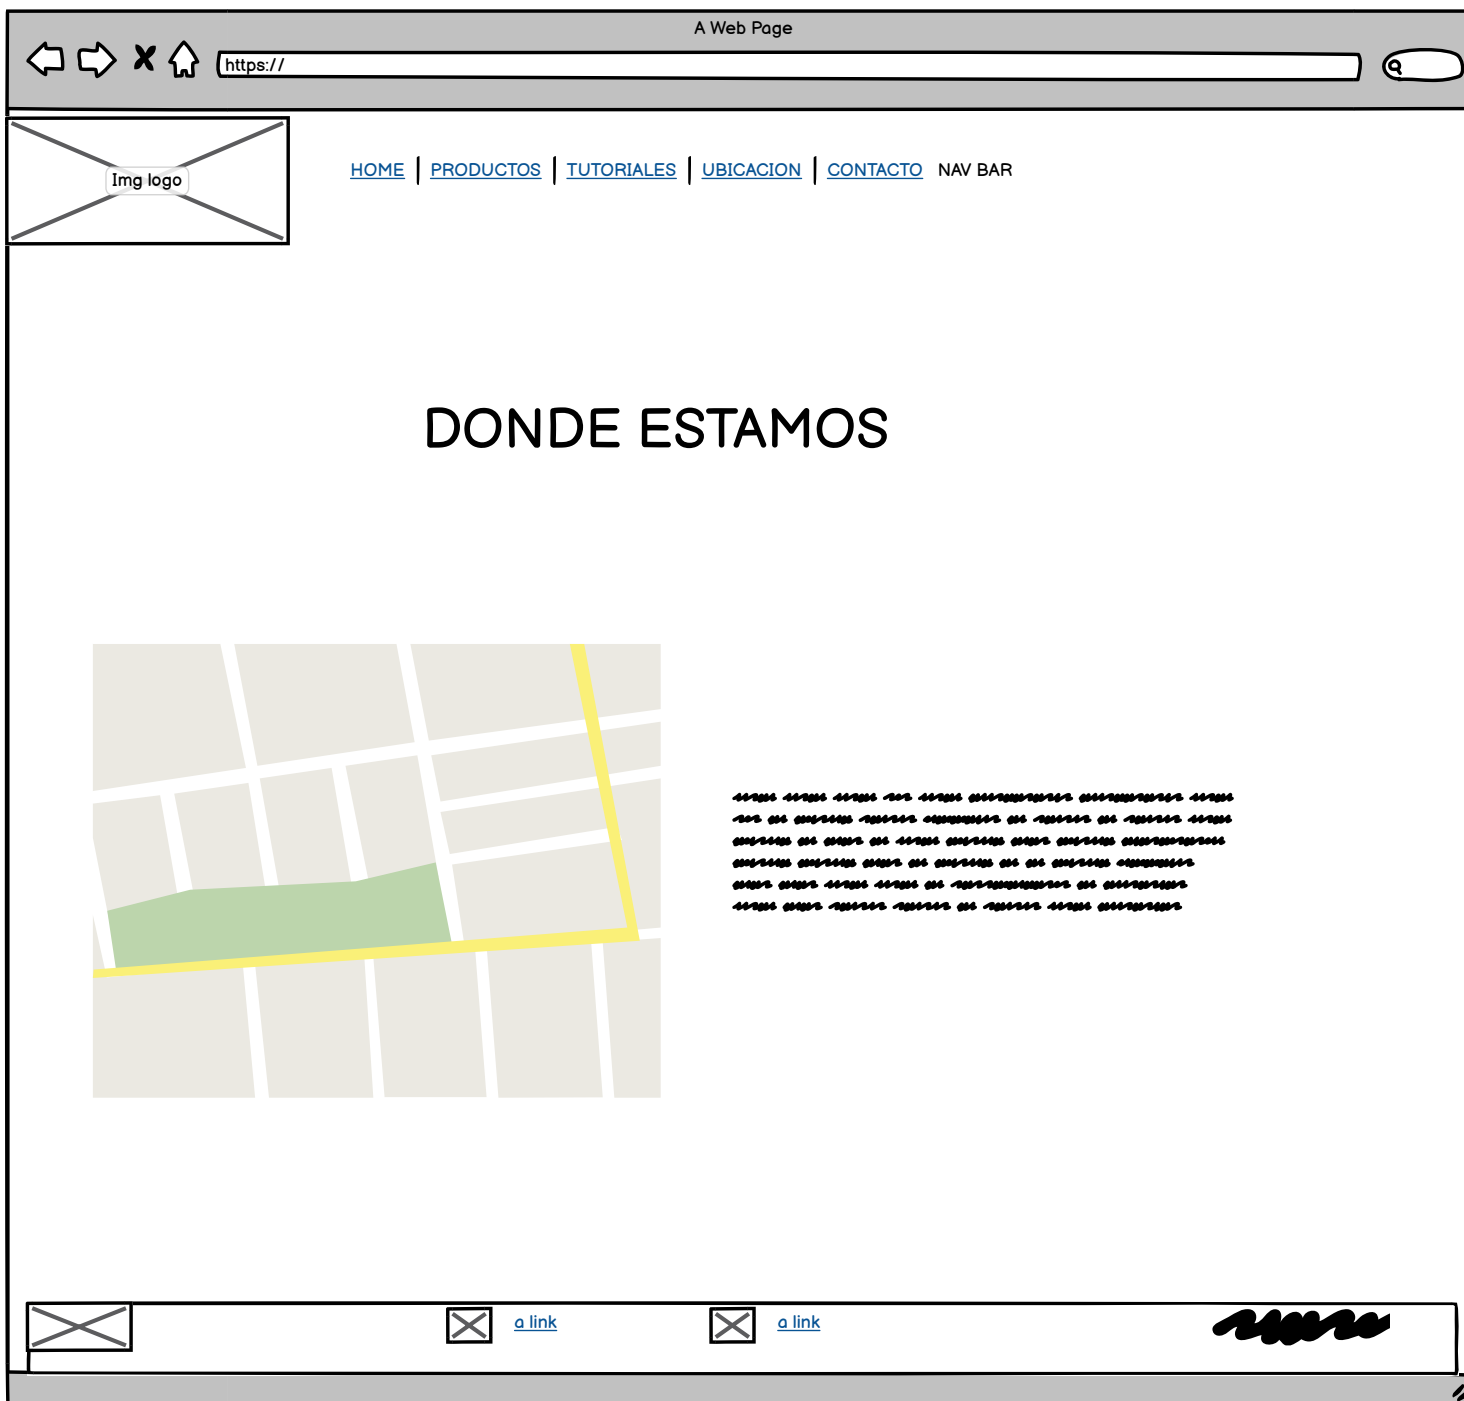 A Web Page
https://
Img logo
HOME PRODUCTOS TUTORIALES UBICACION CONTACTO NAV BAR
DONDE ESTAMOS
a link a link